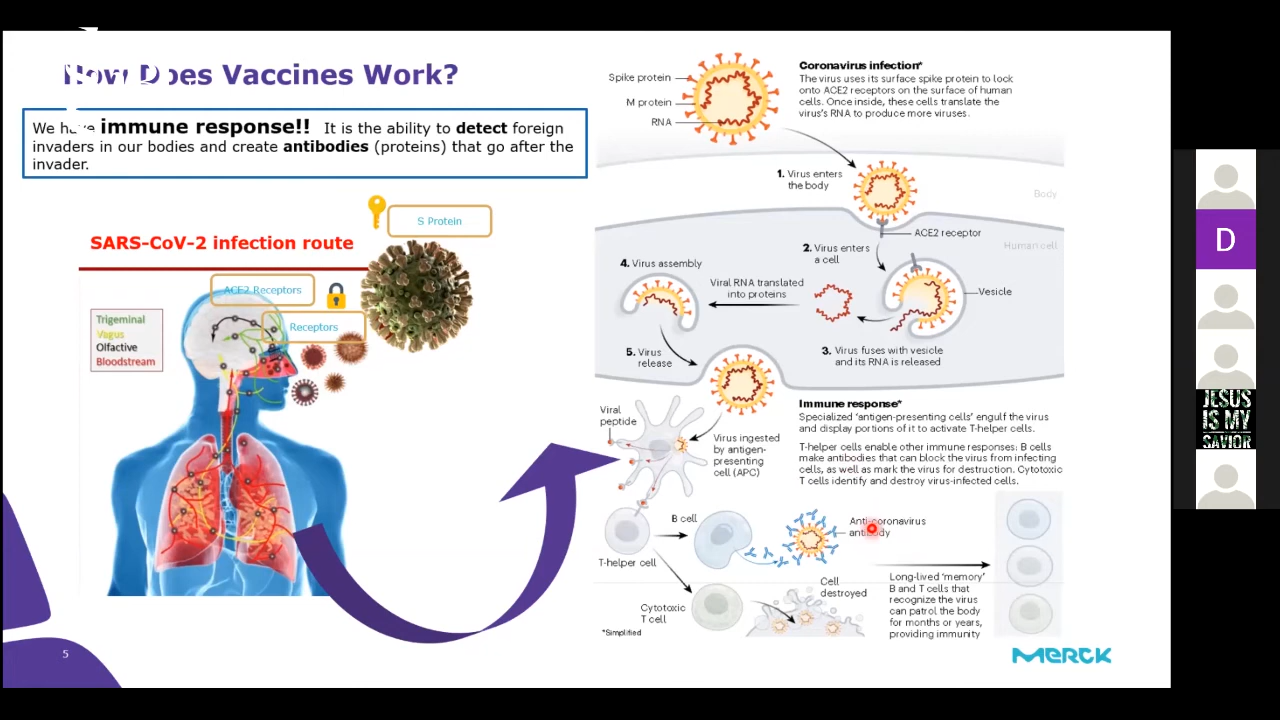 How Does Vaccines Work?
We have immune response!! It is the ability to detect foreign
invaders in our bodies and create antibodies (proteins) that go after the
invader.
S Protein
SARS-CoV-2 infection route
ACE2 Receptors
Receptors
Trigeminal
Vagus
Olfactive
Bloodstream
Spike protein
M protein
RNA
Coronavirus infection*
The virus uses its surface spike protein to lock
onto ACE2 receptors on the surface of human
cells. Once inside, these cells translate the
virus's RNA to produce more viruses.
1. Virus enters
the body
Body
ACE2 receptor
Human cell
2. Virus enters
a cell
4. Virus assembly
Viral RNA translated
into proteins
Vesicle
3. Virus fuses with vesicle
and its RNA is released
5. Virus
release
Immune response*
Specialized 'antigen-presenting cells' engulf the virus
and display portions of it to activate T-helper cells.
T-helper cells enable other immune responses: B cells
make antibodies that can block the virus from infecting
cells, as well as mark the virus for destruction. Cytotoxic
T cells identify and destroy virus-infected cells.
Viral
peptide
Virus ingested
by antigen-
presenting
cell (APC)
B cell
Anti-coronavirus
antibody
T-helper cell
Cell
destroyed
Cytotoxic
T cell
Long-lived 'memory'
B and T cells that
recognize the virus
can patrol the body
for months or years,
providing immunity
*Simplified
5
MERCK
D
JESUS
IS MY
SAVIOR